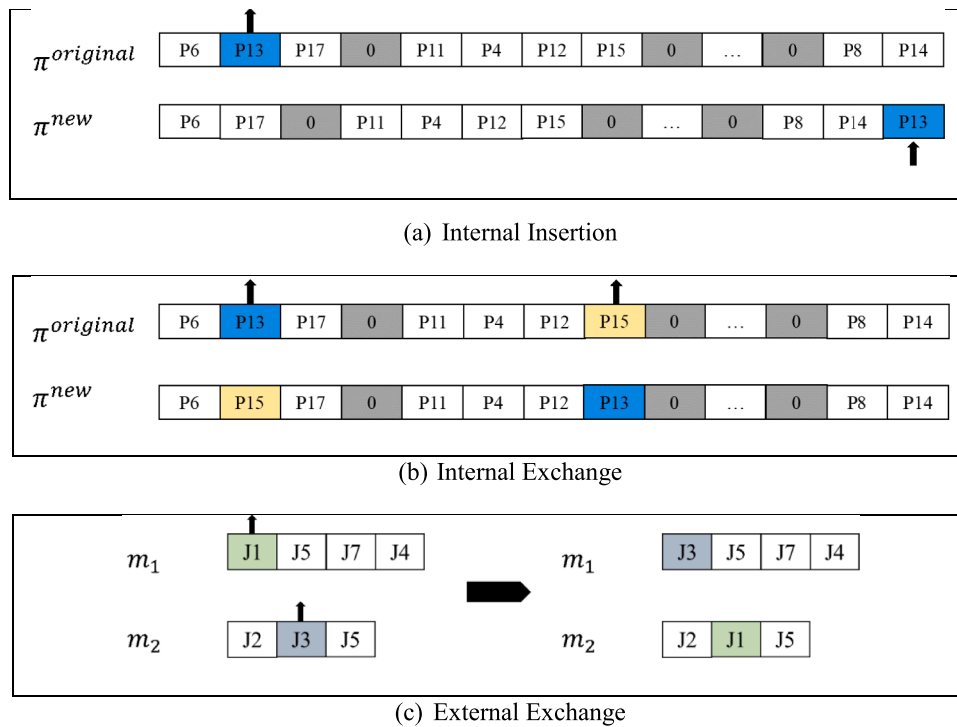 π^original P6 P13 P17 0 P11 P4 P12 P15 0 ... 0 P8 P14
π^new P6 P17 0 P11 P4 P12 P15 0 ... 0 P8 P14 P13
(a) Internal Insertion
π^original P6 P13 P17 0 P11 P4 P12 P15 0 ... 0 P8 P14
π^new P6 P15 P17 0 P11 P4 P12 P13 0 ... 0 P8 P14
(b) Internal Exchange
m₁ J1 J5 J7 J4 m₁ J3 J5 J7 J4
m₂ J2 J3 J5 m₂ J2 J1 J5
(c) External Exchange